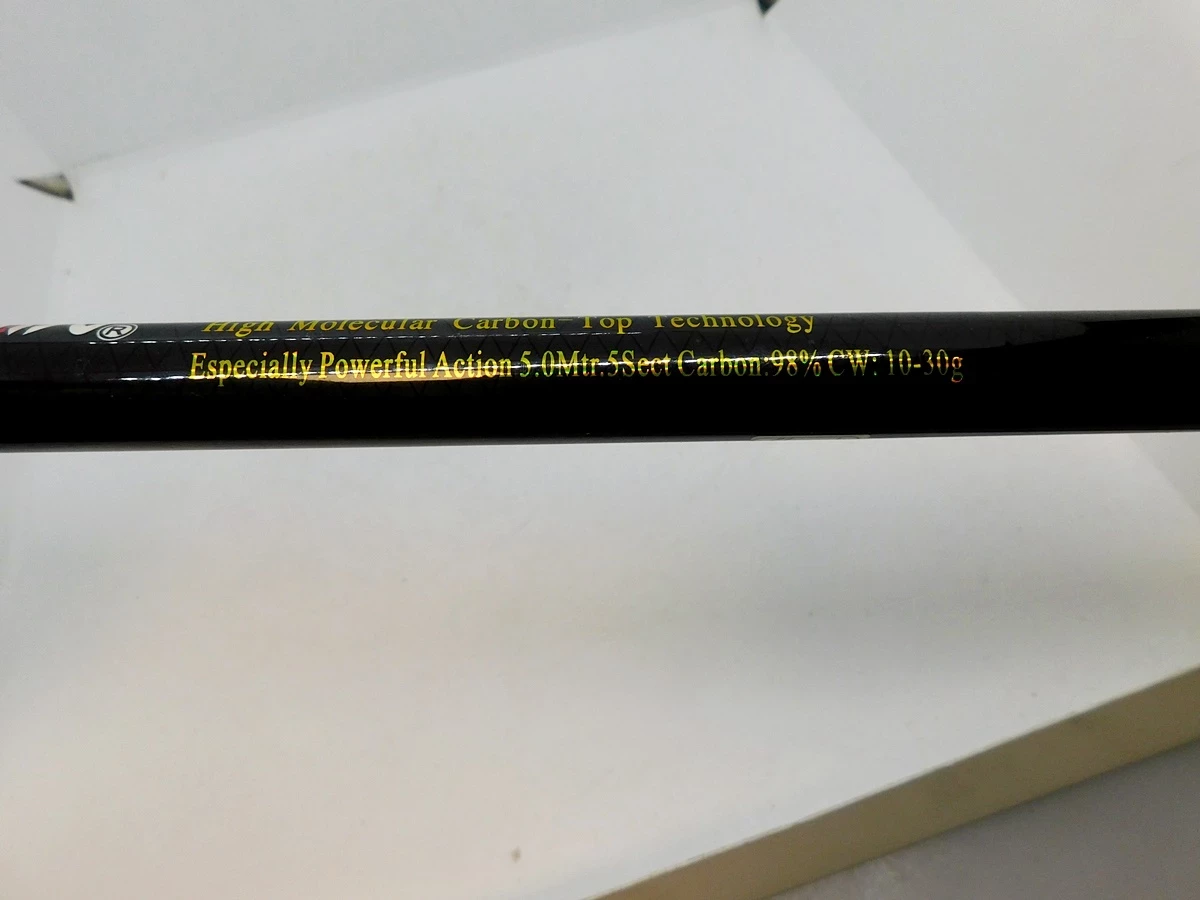 ®
High Molecular Carbon-Top Technology
Especially Powerful Action 5.0Mtr.5Sect Carbon:98% CW: 10-30g